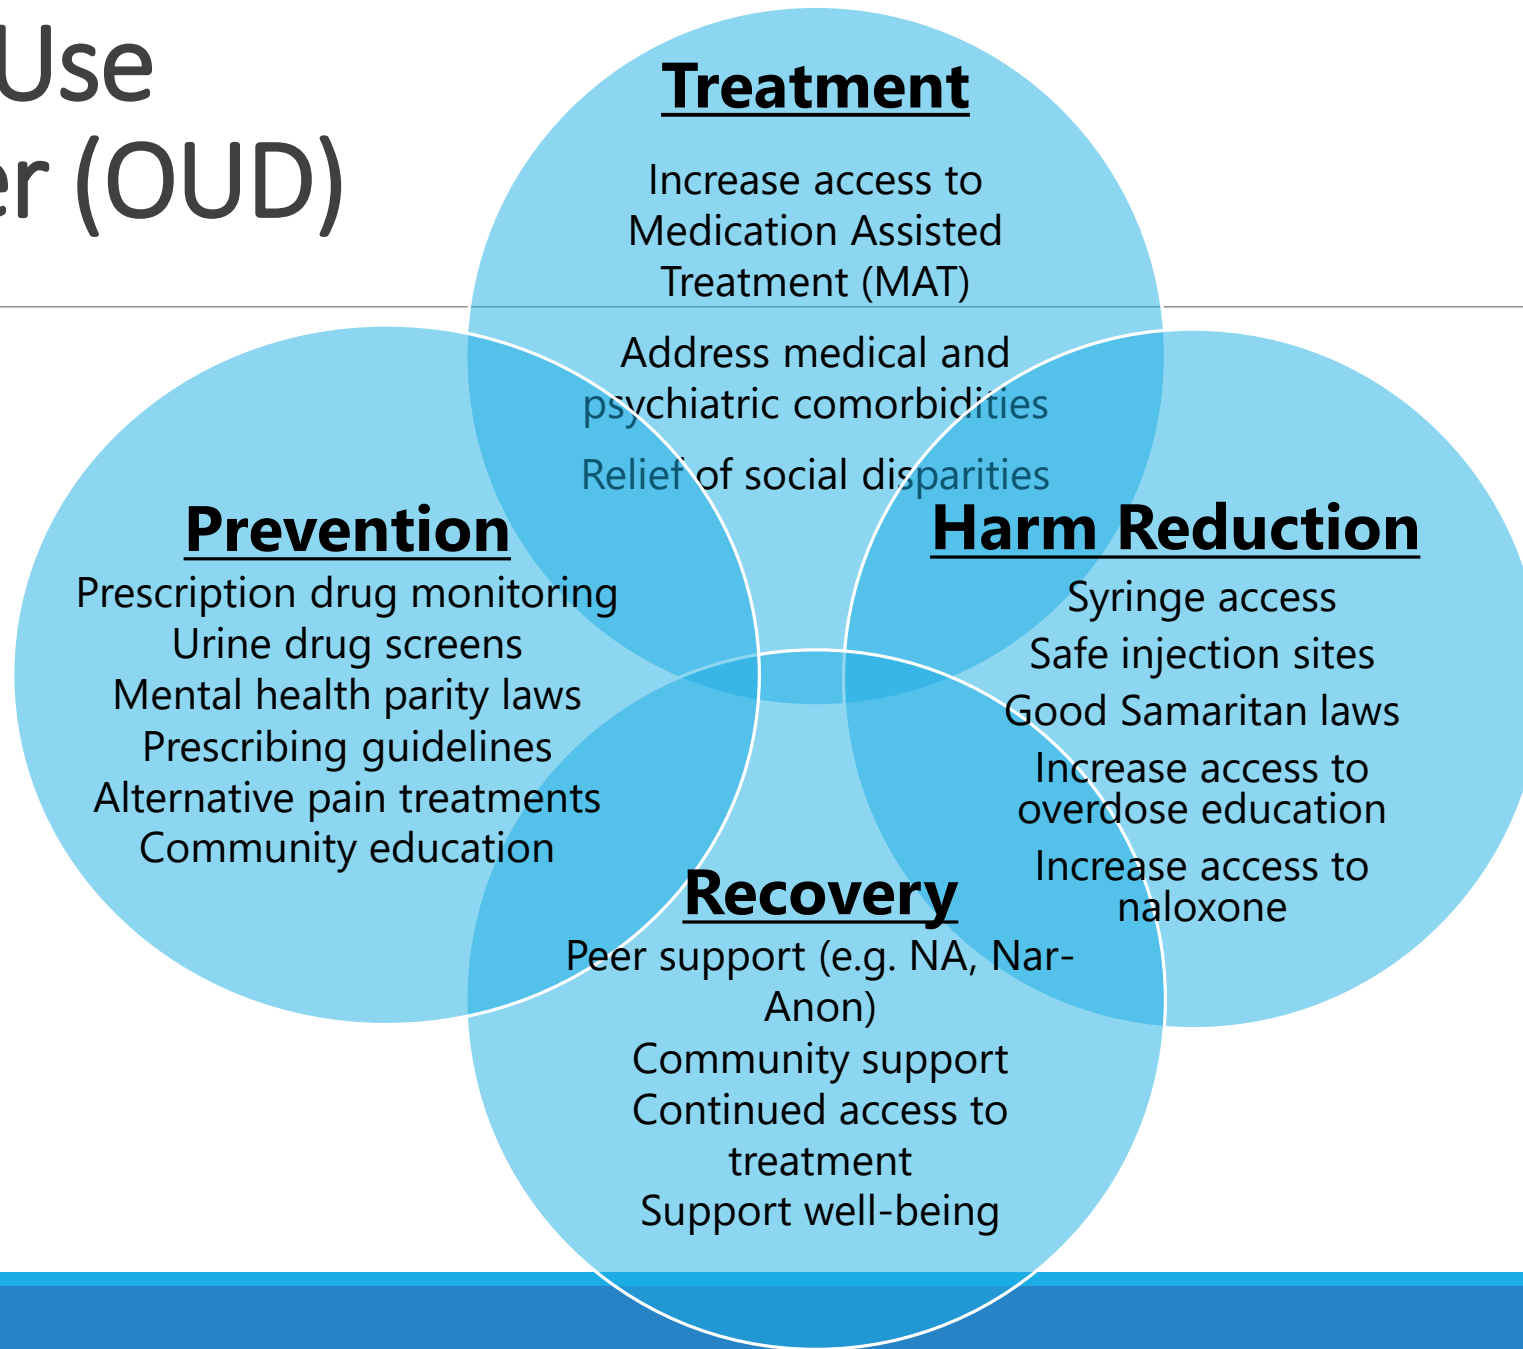 Use
er (OUD)
Treatment
Increase access to
Medication Assisted
Treatment (MAT)
Address medical and
psychiatric comorbidities
Relief of social disparities
Prevention
Prescription drug monitoring
Urine drug screens
Mental health parity laws
Prescribing guidelines
Alternative pain treatments
Community education
Harm Reduction
Syringe access
Safe injection sites
Good Samaritan laws
Increase access to
overdose education
Increase access to
naloxone
Recovery
Peer support (e.g. NA, Nar-
Anon)
Community support
Continued access to
treatment
Support well-being